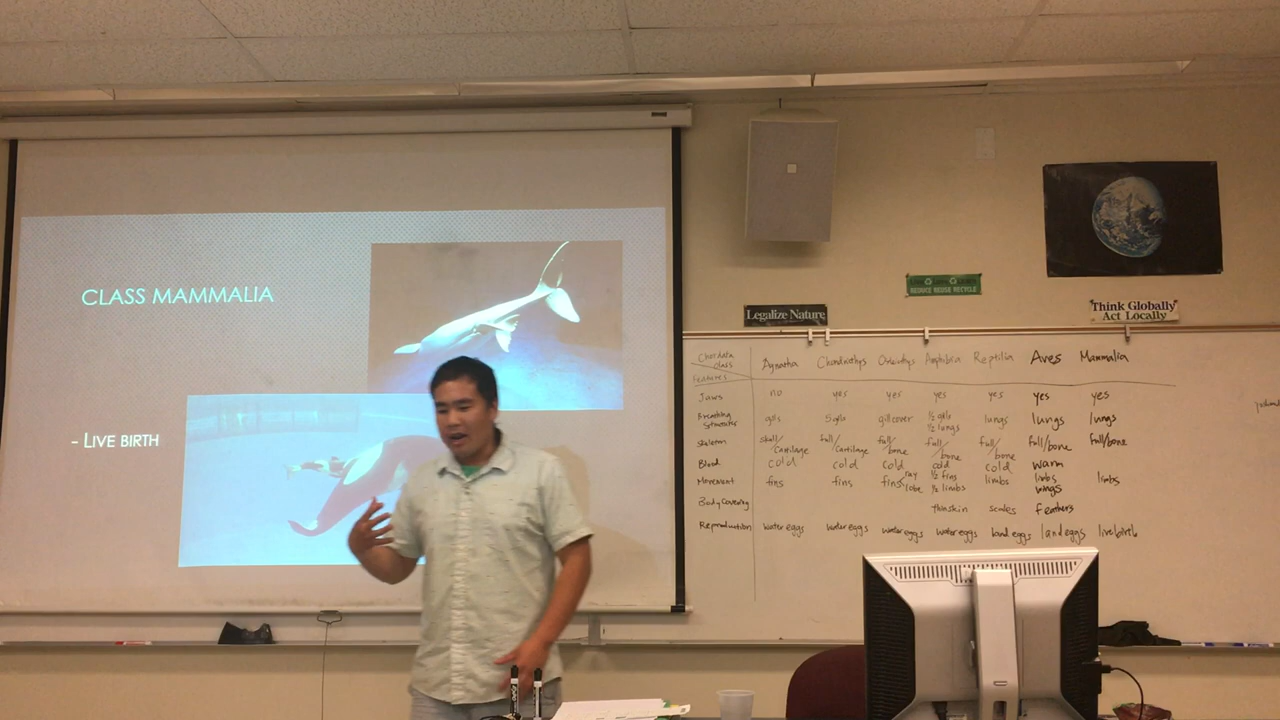 CLASS MAMMALIA
- LIVE BIRTH
REDUCE REUSE RECYCLE
Legalize Nature
Think Globally
Act Locally
Chordata class Agnatha Amphibia Reptilia Aves Mammalia
Features
Jaws no yes yes yes yes yes yes
Breathing gill cover 1/2 gills lungs lungs lungs
1/2 lungs
Skeleton skull/cartilage full/cartilage full/bone full/bone full/bone full/bone full/bone
Blood cold cold cold cold cold warm
Movement fins fins fins ray lobe 1/2 fins 1/2 limbs limbs limbs wings limbs
Body Covering thin skin scales feathers
Reproduction water eggs water eggs water eggs water eggs land eggs land eggs live birth